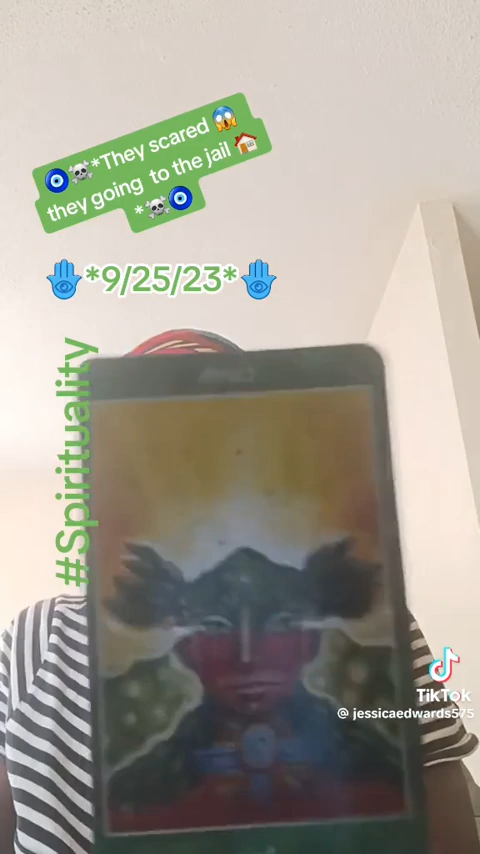 🧿☠️*They scared 😱
they going to the jail 🏠
*☠️🧿
🪬*9/25/23*🪬
#Spirituality
TikTok
@ jessicaedwards575